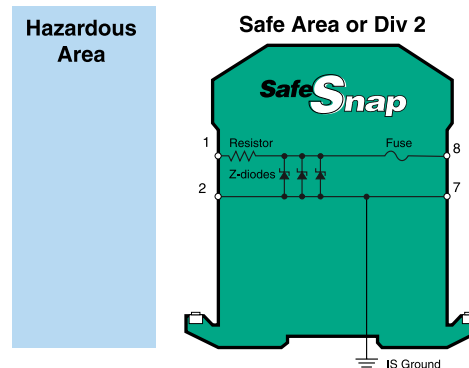 Hazardous
Area
Safe Area or Div 2
SafeSnap
1
Resistor
Fuse
8
Z-diodes
2
7
IS Ground